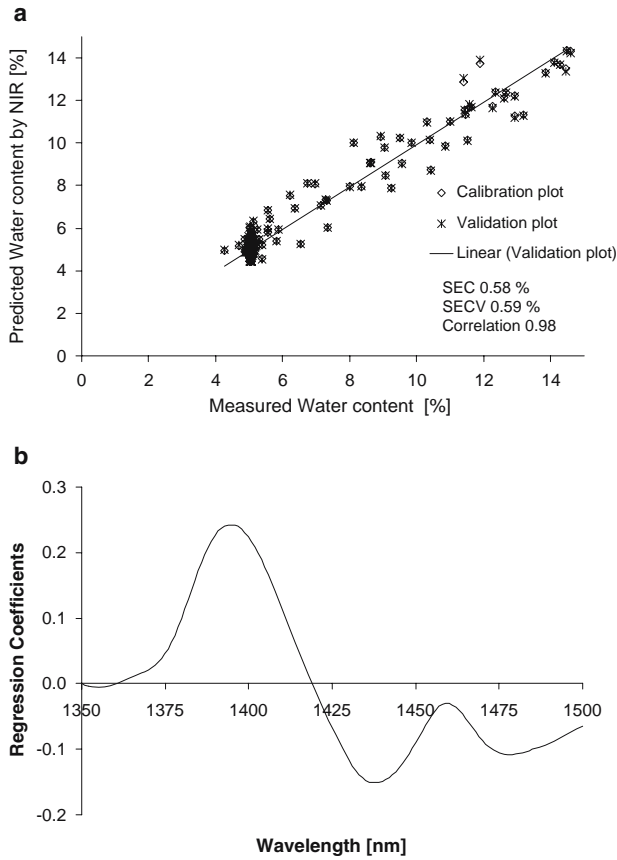 a
Predicted Water content by NIR [%]
14
12
10
8
6
4
2
0
Calibration plot
Validation plot
Linear (Validation plot)
SEC 0.58 %
SECV 0.59 %
Correlation 0.98
0 2 4 6 8 10 12 14
Measured Water content [%]
b
Regression Coefficients
0.3
0.2
0.1
0.0
-0.1
-0.2
1350 1375 1400 1425 1450 1475 1500
Wavelength [nm]